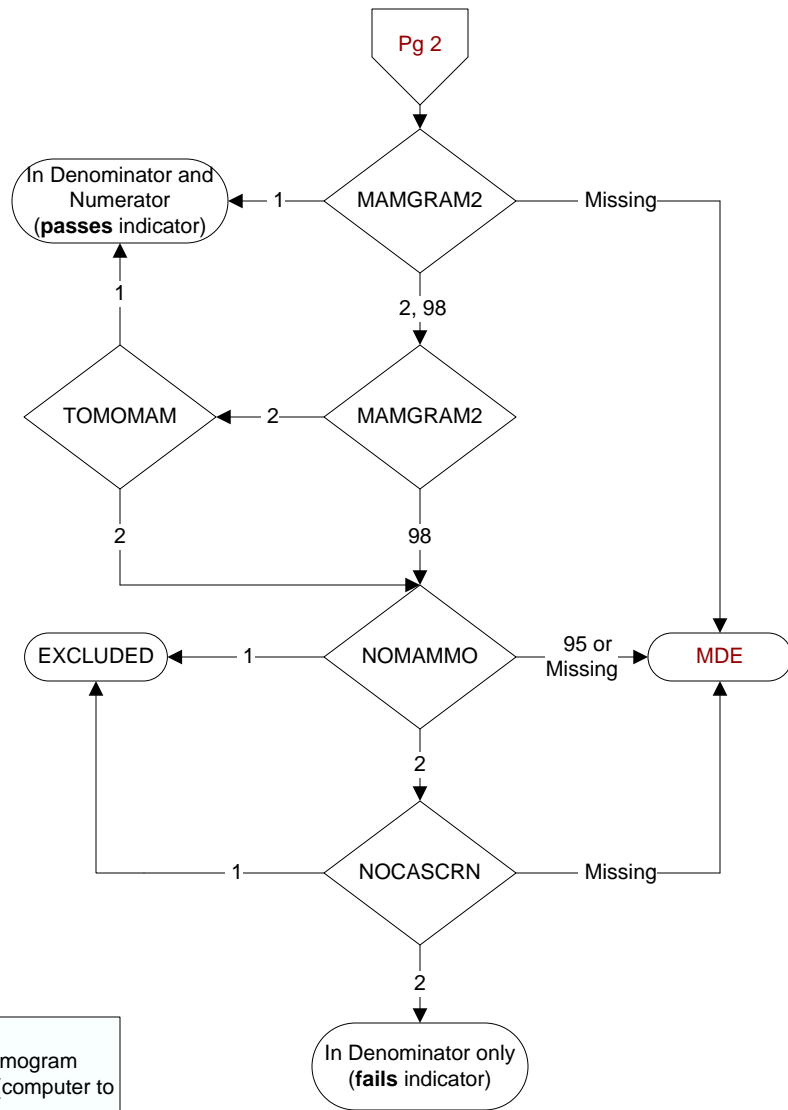 Pg 2
In Denominator and
Numerator
(passes indicator)
1
MAMGRAM2
Missing
1
2, 98
TOMOMAM
2
MAMGRAM2
2
98
EXCLUDED
1
NOMAMMO
95 or
Missing
MDE
2
1
NOCASCRN
Missing
2
In Denominator only
(fails indicator)
(computer to